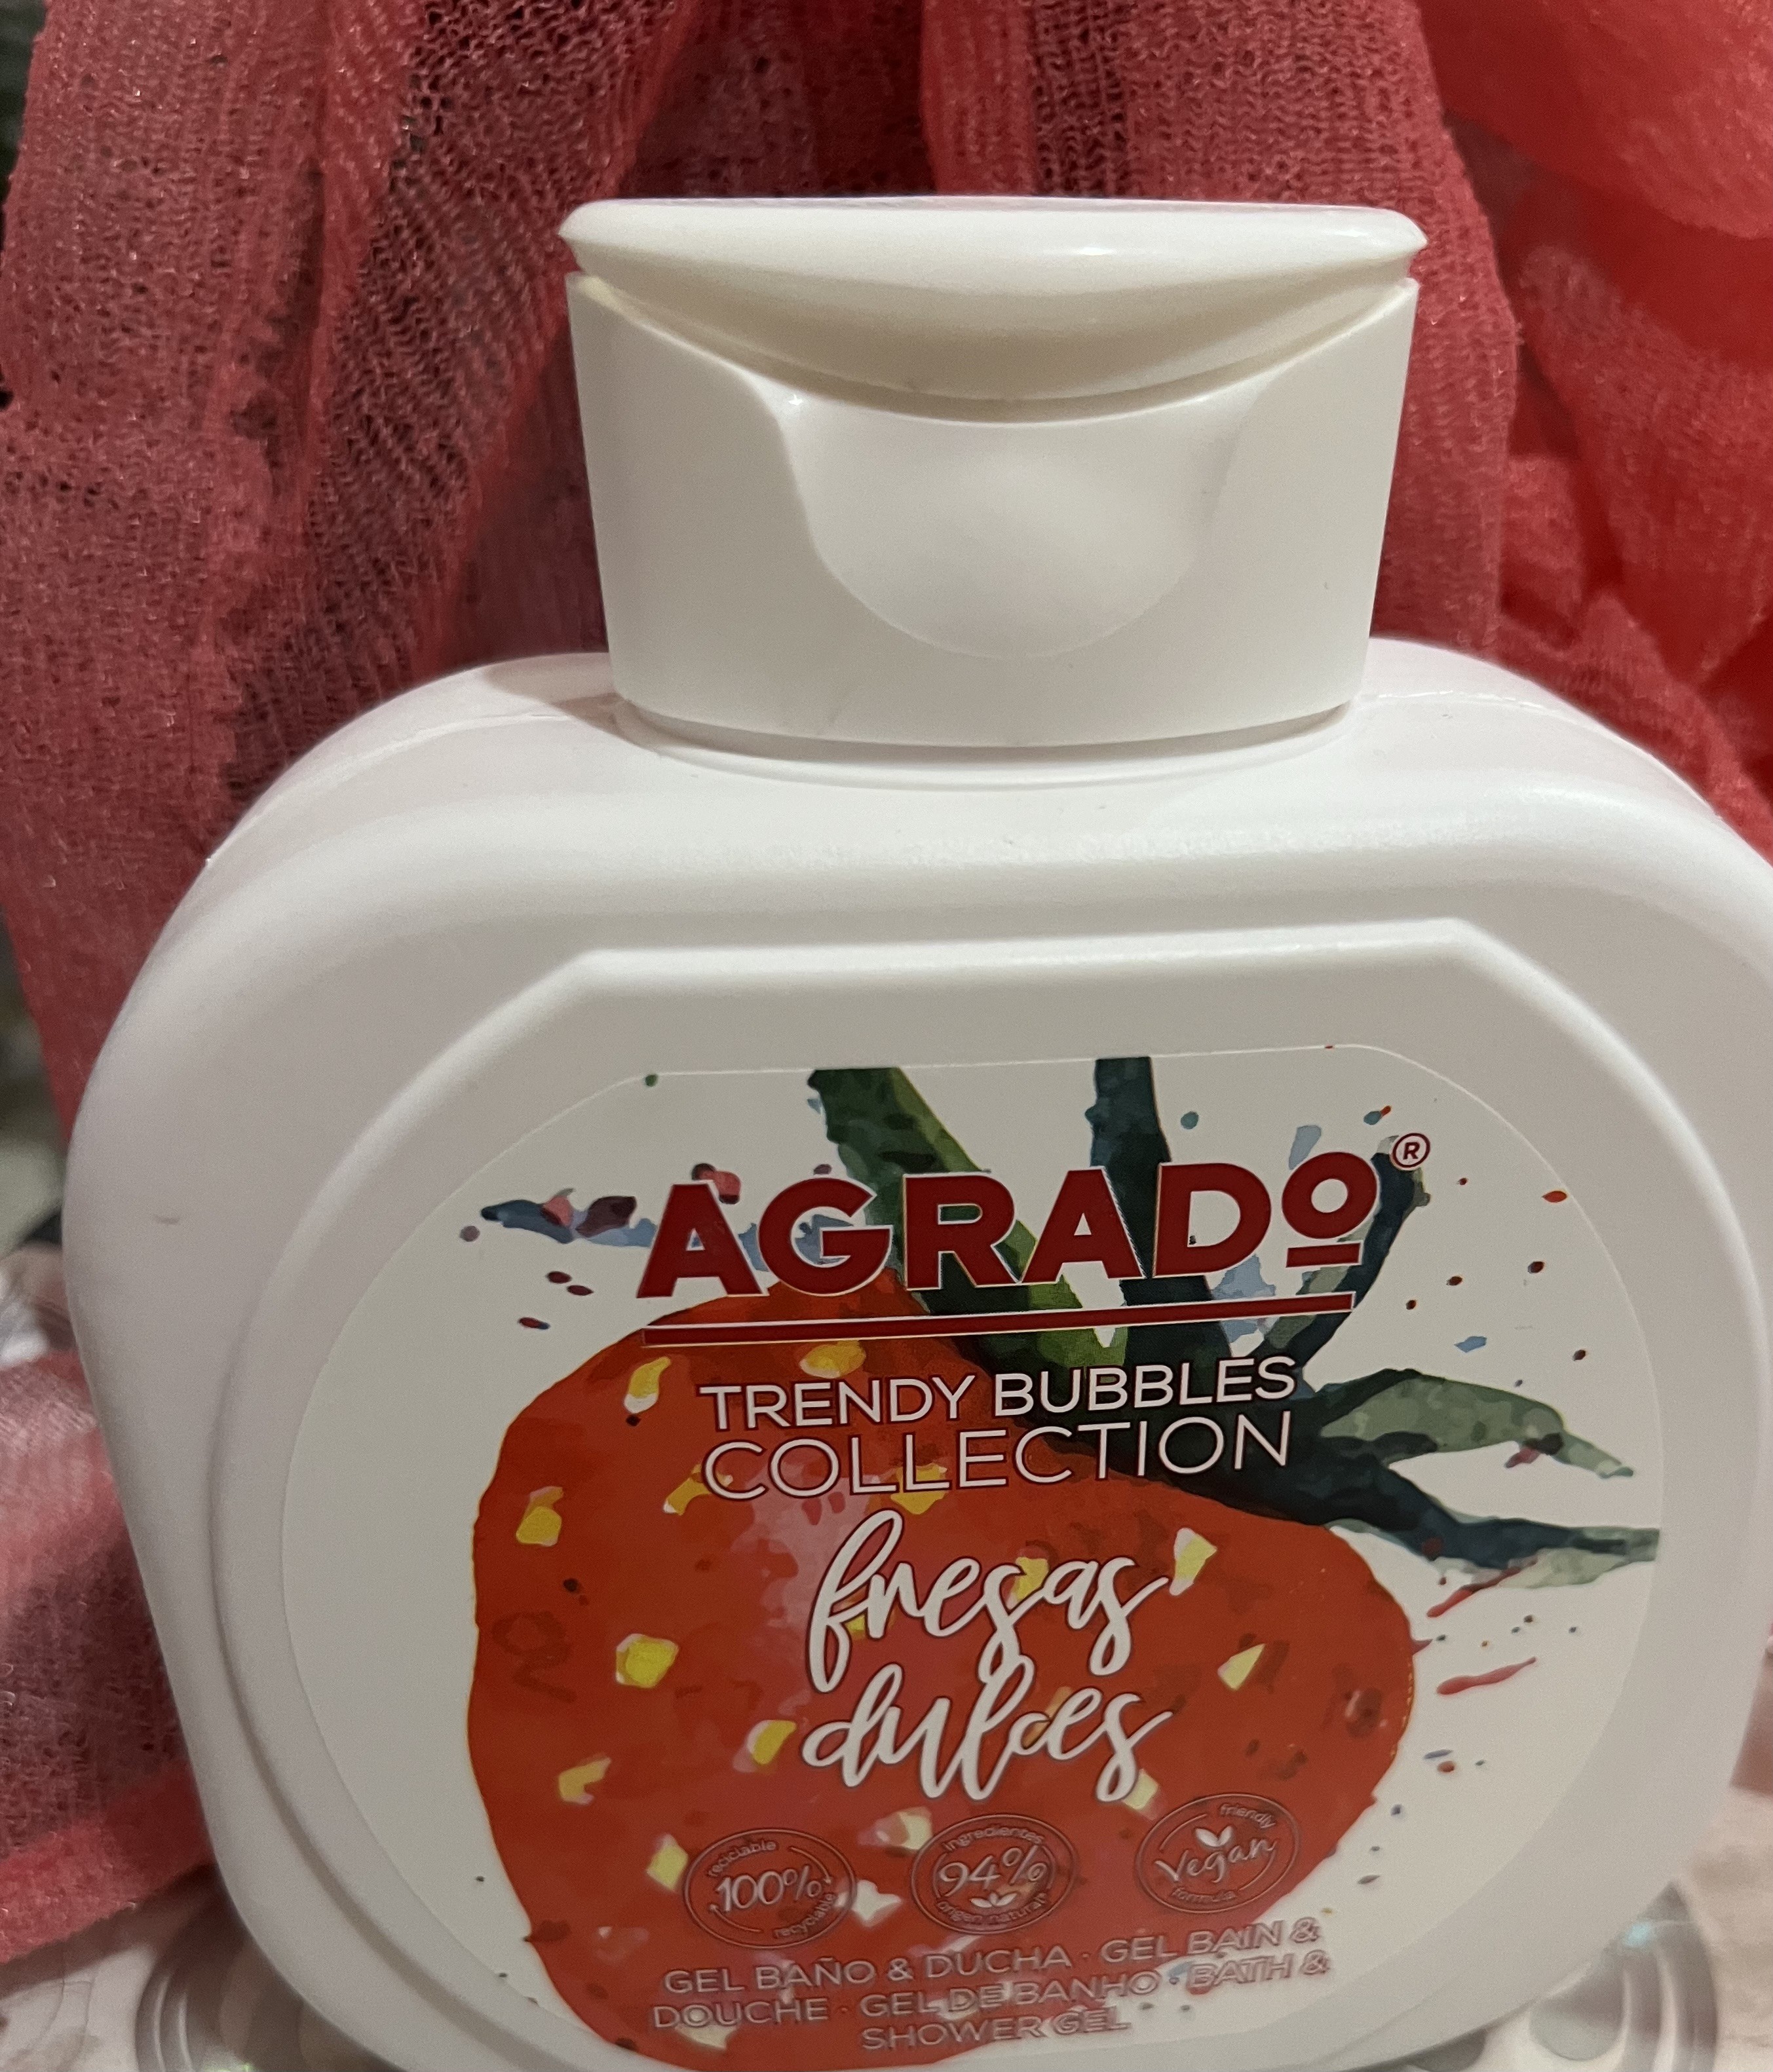 AGRADO®
TRENDY BUBBLES
COLLECTION
fresas
dulces
reciclable
100%
recyclable
ingredientes
94%
origen natural
friendly
Vegan
formula
GEL BAÑO & DUCHA · GEL BAIN &
DOUCHE · GEL DE BANHO · BATH &
SHOWER GEL